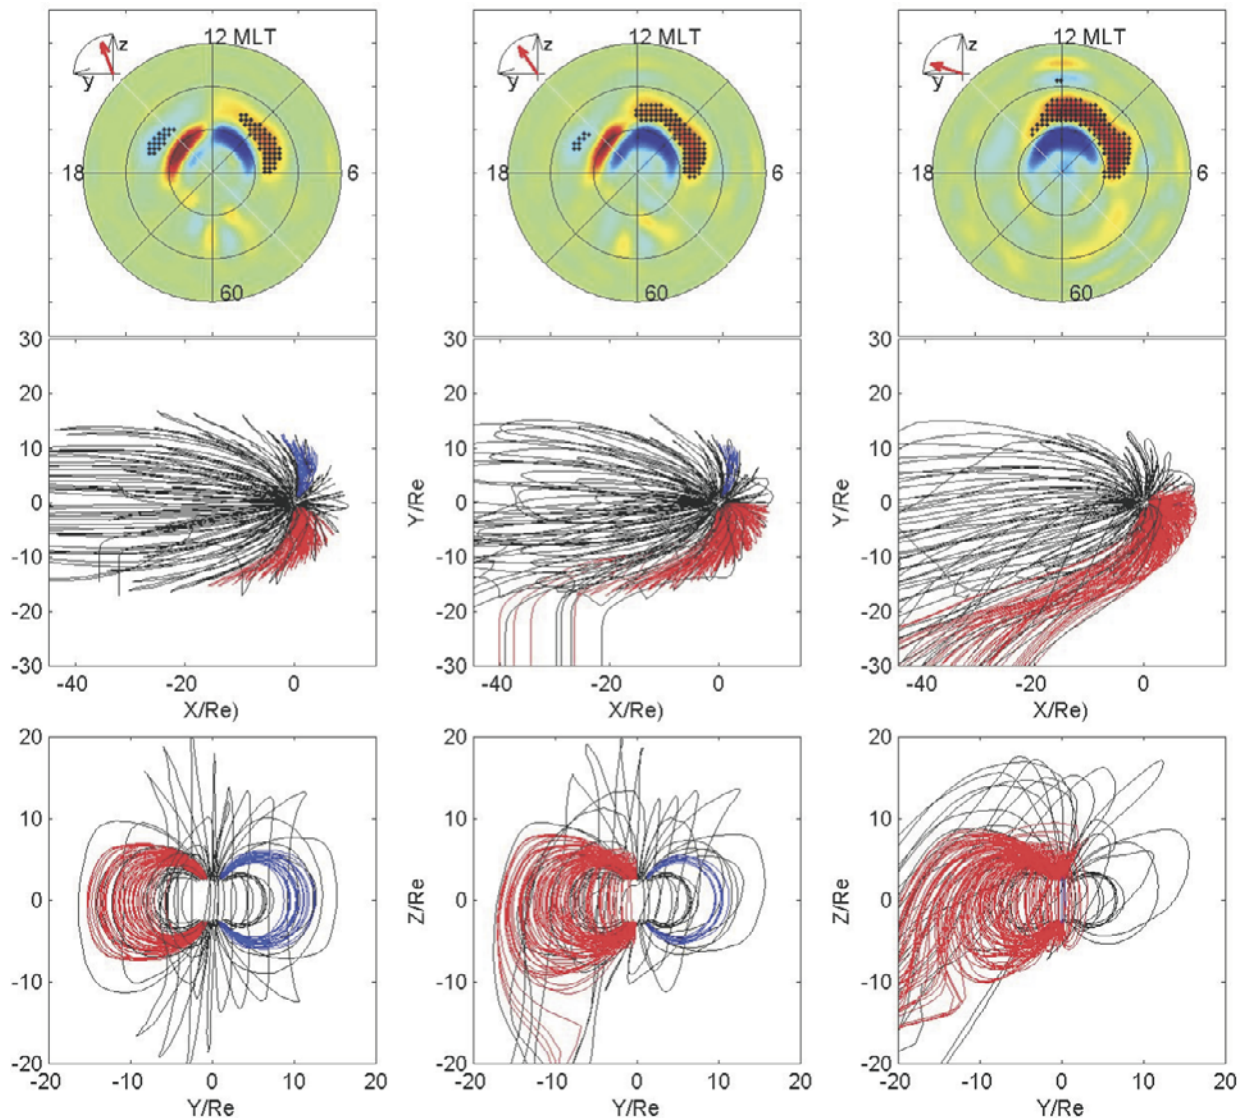 z 12 MLT z 12 MLT z 12 MLT
y y y
18 6 18 6 18 6
60 60 60
30 30 30
20 20 20
10 10 10
0 Y/Re 0 Y/Re 0
-10 -10 -10
-20 -20 -20
-30 -30 -30
-40 -20 0 -40 -20 0 -40 -20 0
X/Re) X/Re) X/Re)
20 20 20
10 10 10
0 Z/Re 0 Z/Re 0
-10 -10 -10
-20 -20 -20
-20 -10 0 10 20 -20 -10 0 10 20 -20 -10 0 10 20
Y/Re Y/Re Y/Re